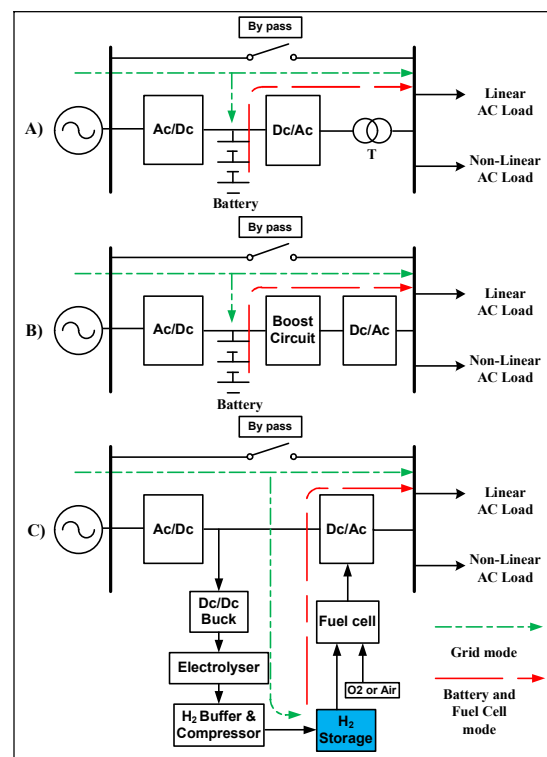 By pass
A)
Ac/Dc
Dc/Ac
T
Battery
Linear
AC Load
Non-Linear
AC Load
By pass
B)
Ac/Dc
Boost
Circuit
Dc/Ac
Battery
Linear
AC Load
Non-Linear
AC Load
By pass
C)
Ac/Dc
Dc/Ac
Linear
AC Load
Non-Linear
AC Load
Dc/Dc
Buck
Fuel cell
Electrolyser
O2 or Air
H2 Buffer &
Compressor
H2
Storage
Grid mode
Battery and
Fuel Cell
mode